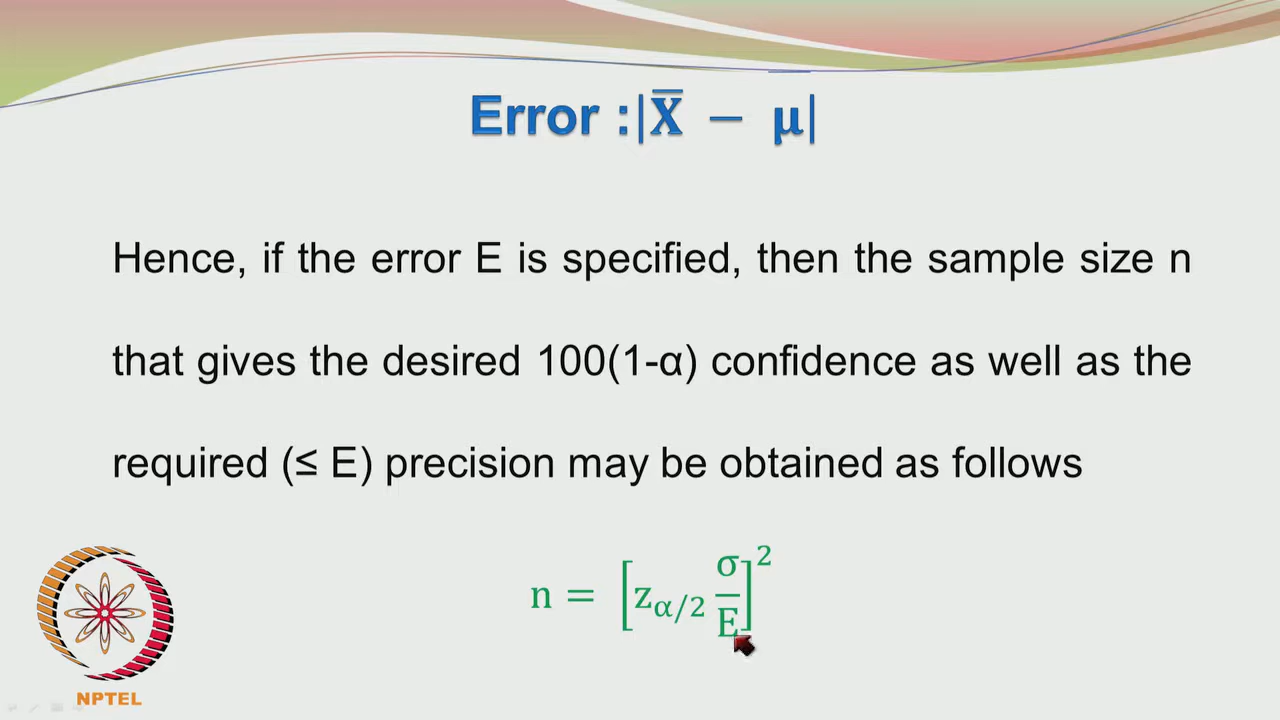 Error :|X̅ − μ|
Hence, if the error E is specified, then the sample size n
that gives the desired 100(1-α) confidence as well as the
required (≤ E) precision may be obtained as follows
n = [z_{α/2} σ/E]²
NPTEL